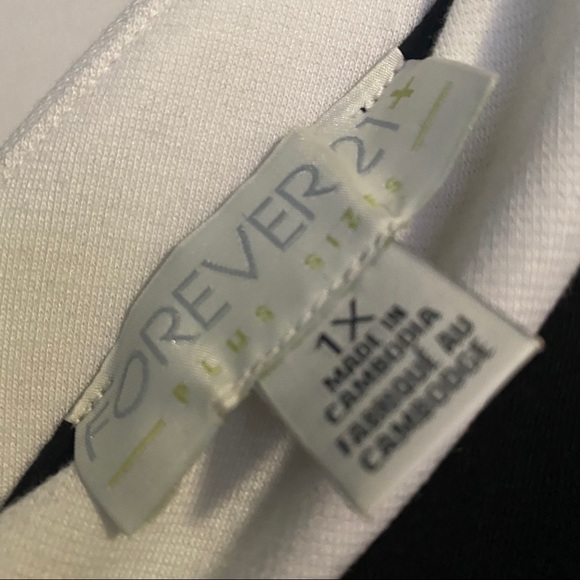 FOREVER 21+
PLUS SIZES
1X
MADE IN
CAMBODIA
FABRIQUÉ AU
CAMBODGE